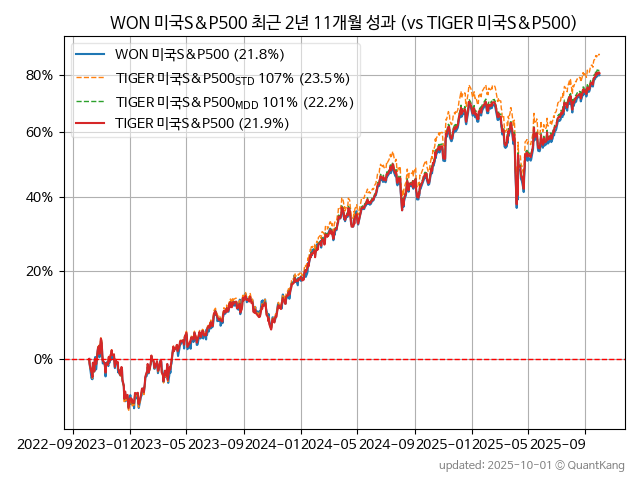 WON 미국S&P500 최근 2년 11개월 성과 (vs TIGER 미국S&P500)
WON 미국S&P500 (21.8%)
TIGER 미국S&P500STD 107% (23.5%)
TIGER 미국S&P500MDD 101% (22.2%)
TIGER 미국S&P500 (21.9%)
80%
60%
40%
20%
0%
2022-09 2023-01 2023-05 2023-09 2024-01 2024-05 2024-09 2025-01 2025-05 2025-09
updated: 2025-10-01 © QuantKang